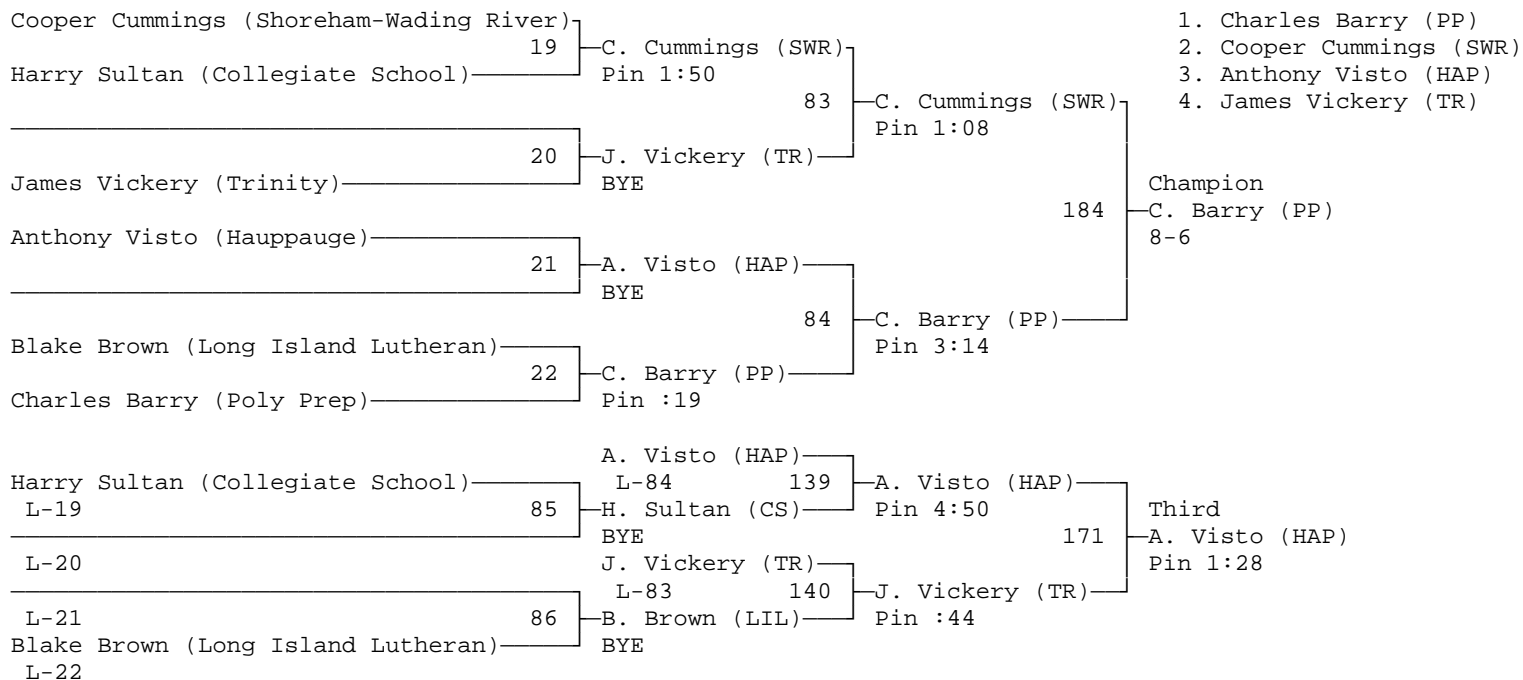 Cooper Cummings (Shoreham-Wading River) 1. Charles Barry (PP)
19 C. Cummings (SWR) 2. Cooper Cummings (SWR)
Harry Sultan (Collegiate School) Pin 1:50 3. Anthony Visto (HAP)
83 C. Cummings (SWR) 4. James Vickery (TR)
Pin 1:08
20 J. Vickery (TR)
James Vickery (Trinity) BYE Champion
184 C. Barry (PP)
Anthony Visto (Hauppauge) 8-6
21 A. Visto (HAP)
BYE
84 C. Barry (PP)
Blake Brown (Long Island Lutheran) Pin 3:14
22 C. Barry (PP)
Charles Barry (Poly Prep) Pin :19
A. Visto (HAP)
Harry Sultan (Collegiate School) L-84 139 A. Visto (HAP)
L-19 85 H. Sultan (CS) Pin 4:50 Third
BYE 171 A. Visto (HAP)
L-20 J. Vickery (TR) Pin 1:28
L-83 140 J. Vickery (TR)
L-21 86 B. Brown (LIL) Pin :44
Blake Brown (Long Island Lutheran) BYE
L-22